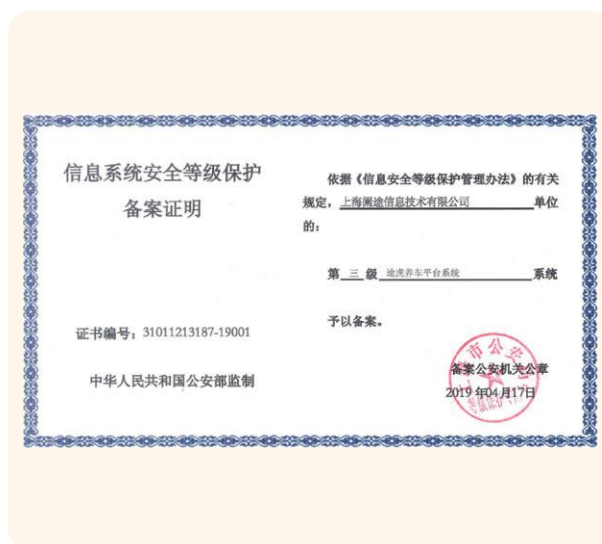 信息系统安全等级保护
备案证明
证书编号：31011213187-19001
中华人民共和国公安部监制
依据《信息安全等级保护管理办法》的有关
规定，上海阑途信息技术有限公司单位
的：
第 三 级 途虎养车平台系统 系统
予以备案。
备案公安机关公章
2019 年04 月17日